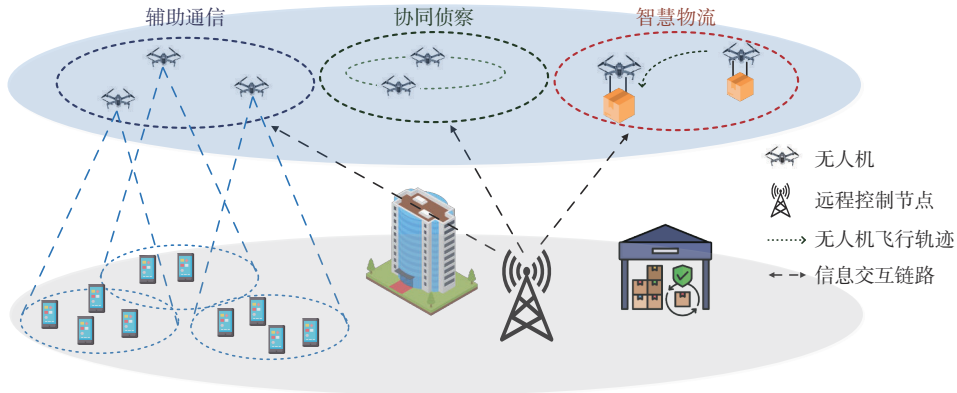 辅助通信
协同侦察
智慧物流
无人机
远程控制节点
无人机飞行轨迹
信息交互链路